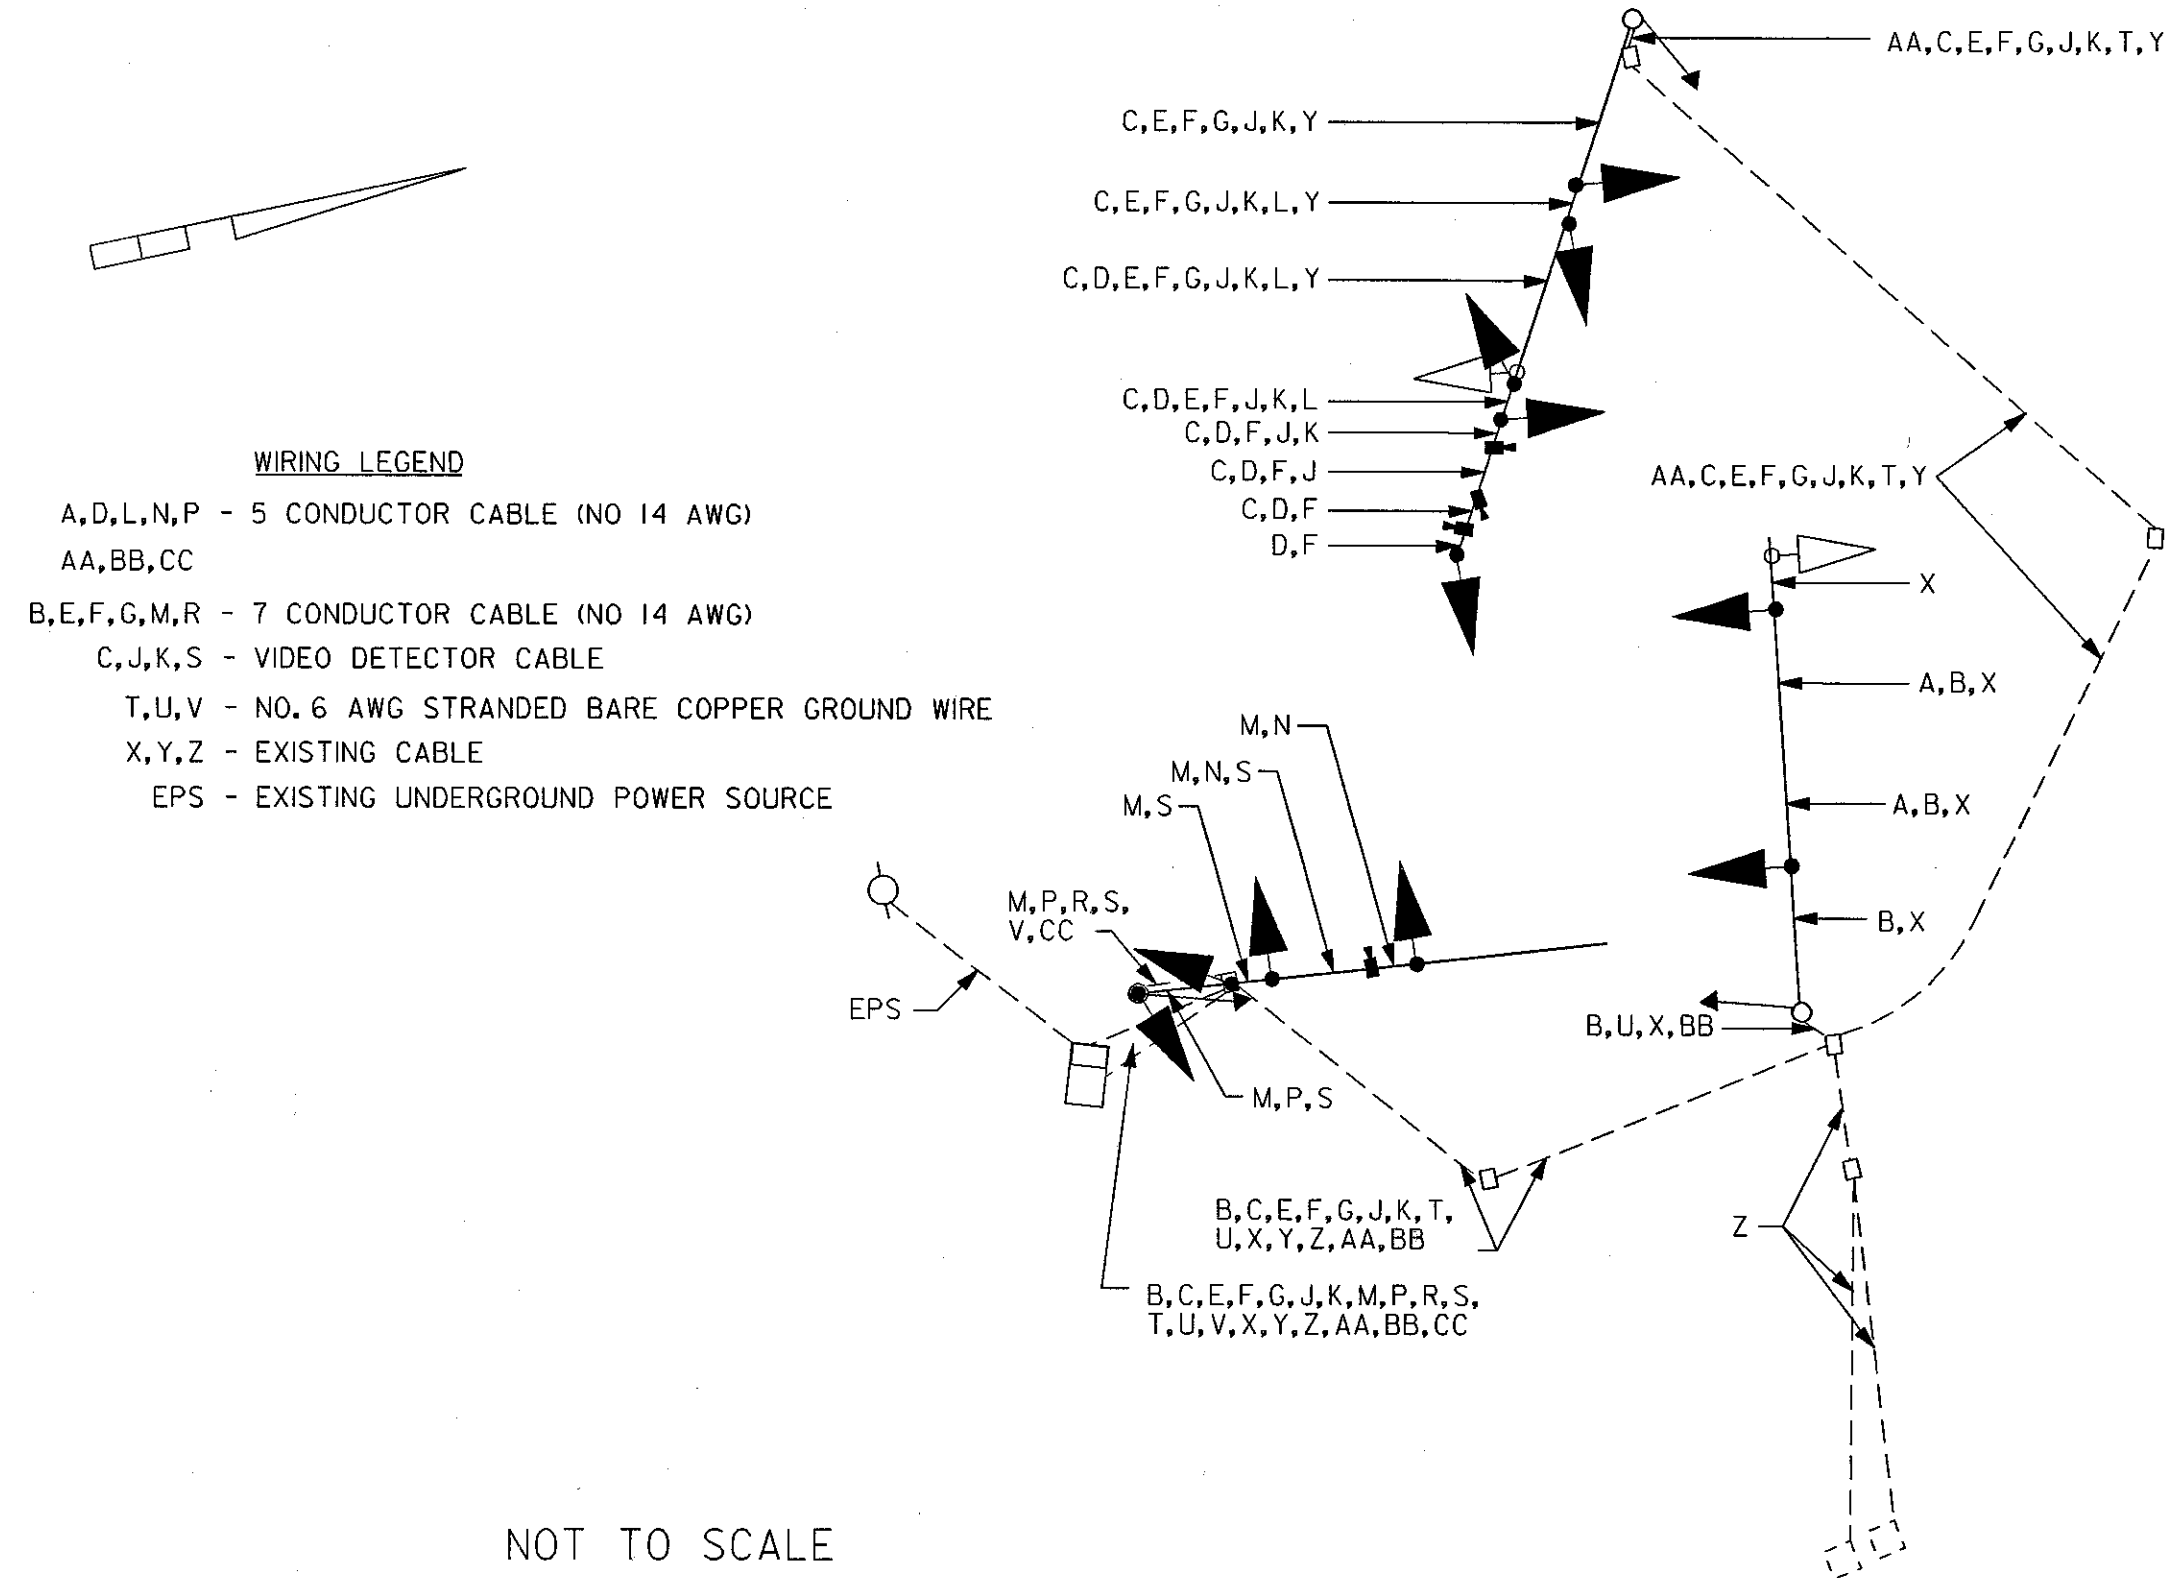 AA,C,E,F,G,J,K,T,Y
C,E,F,G,J,K,Y
C,E,F,G,J,K,L,Y
C,D,E,F,G,J,K,L,Y
C,D,E,F,J,K,L
C,D,F,J,K
C,D,F,J
C,D,F
D,F
AA,C,E,F,G,J,K,T,Y
X
A,B,X
A,B,X
B,X
B,U,X,BB
WIRING LEGEND
A,D,L,N,P - 5 CONDUCTOR CABLE (NO 14 AWG)
AA,BB,CC
B,E,F,G,M,R - 7 CONDUCTOR CABLE (NO 14 AWG)
C,J,K,S - VIDEO DETECTOR CABLE
T,U,V - NO. 6 AWG STRANDED BARE COPPER GROUND WIRE
X,Y,Z - EXISTING CABLE
EPS - EXISTING UNDERGROUND POWER SOURCE
M,N
M,N,S
M,S
M,P,R,S,
V,CC
EPS
M,P,S
B,C,E,F,G,J,K,T,
U,X,Y,Z,AA,BB
B,C,E,F,G,J,K,M,P,R,S,
T,U,V,X,Y,Z,AA,BB,CC
Z
NOT TO SCALE